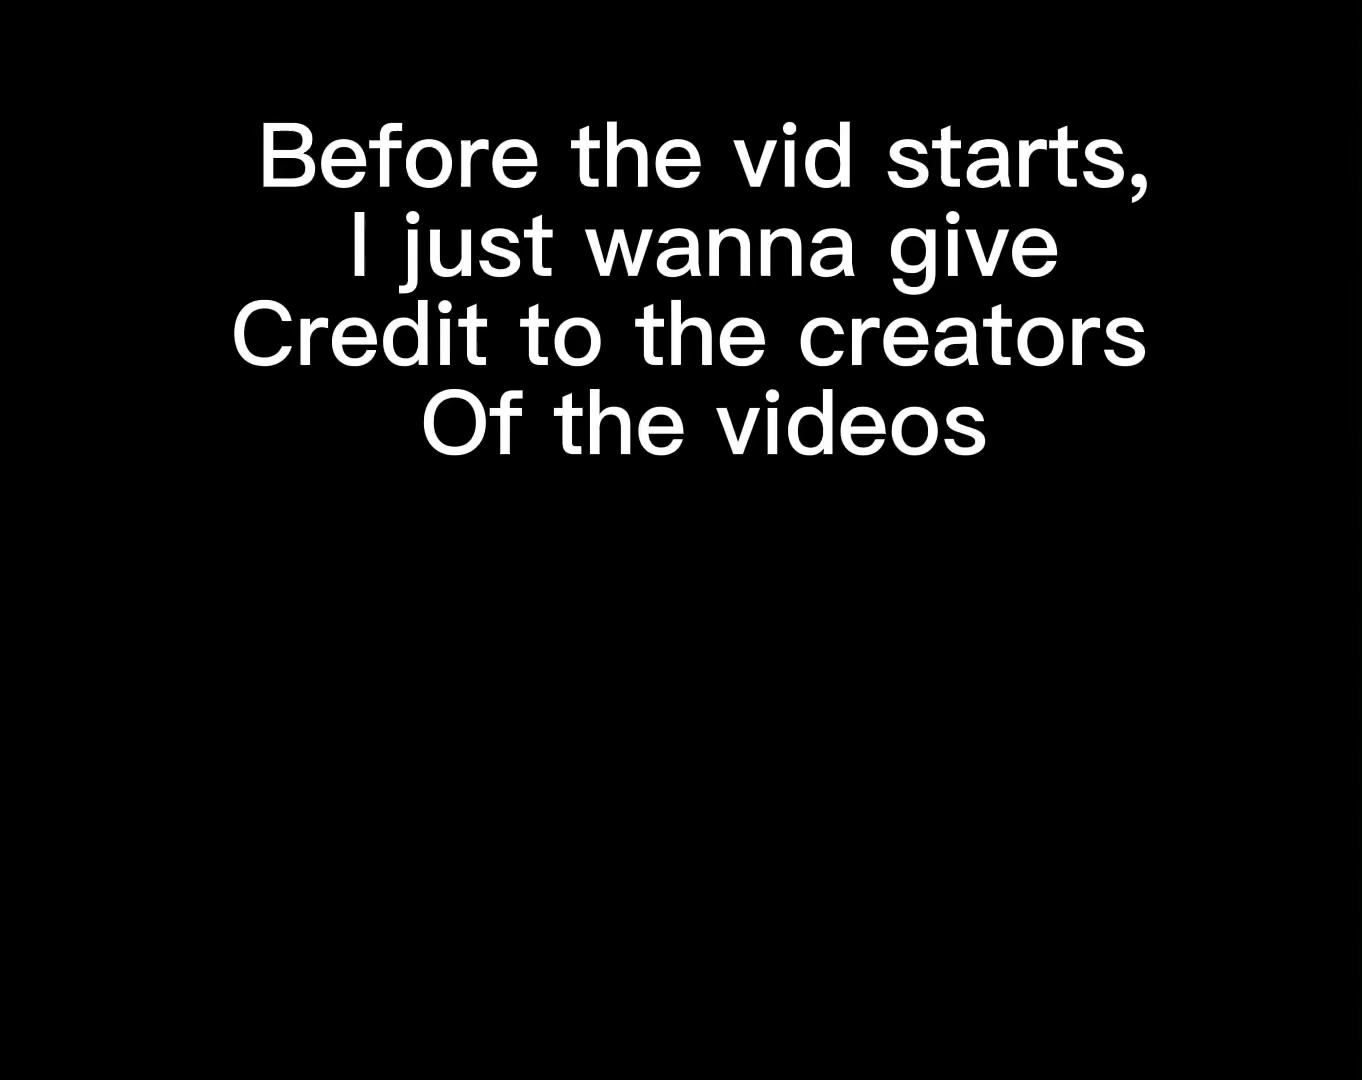 Before the vid starts,
I just wanna give
Credit to the creators
Of the videos